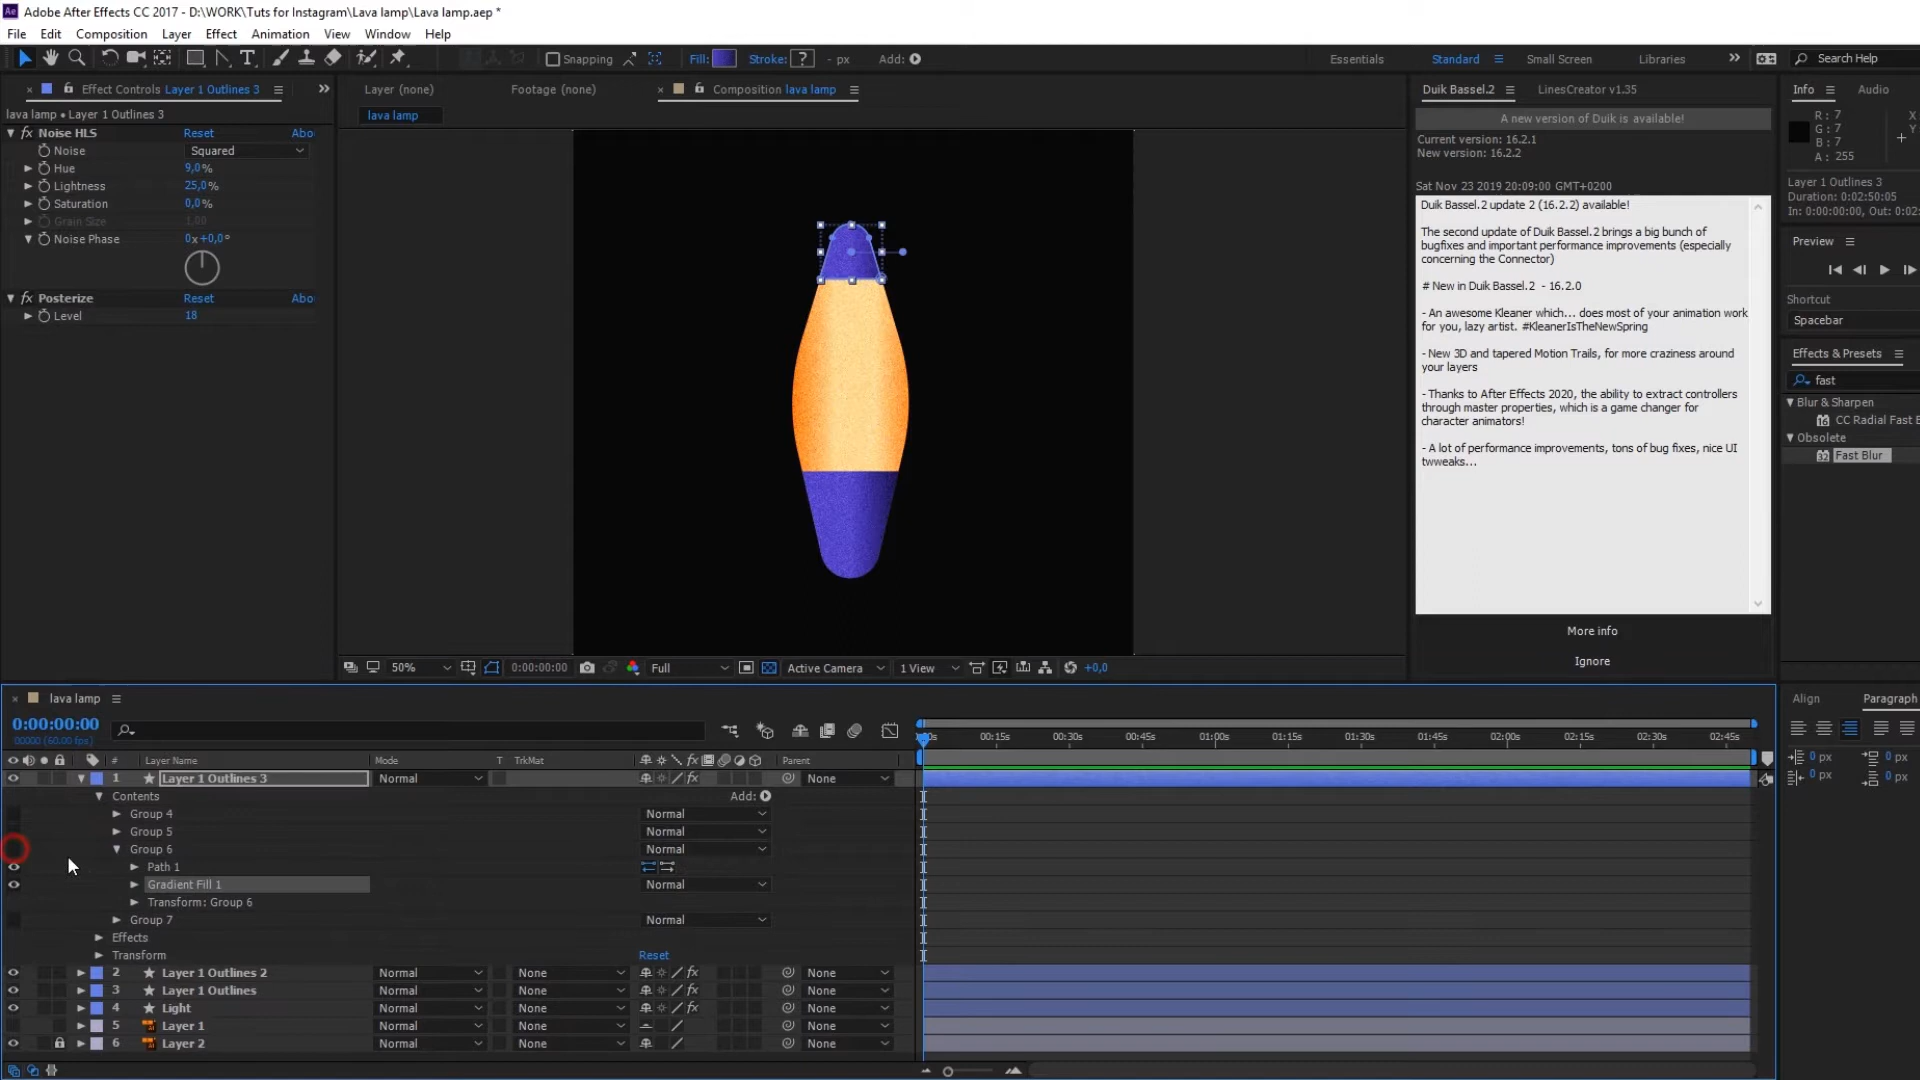 Adobe After Effects CC 2017 - D:\WORK\Tuts for Instagram\Lava lamp\Lava lamp.aep *
File Edit Composition Layer Effect Animation View Window Help
Snapping Fill: Stroke: ? - px Add: Essentials Standard Small Screen Libraries Search Help
Effect Controls Layer 1 Outlines 3
lava lamp • Layer 1 Outlines 3
fx Noise HLS Reset Abo
Noise Squared
Hue 9,0%
Lightness 25,0%
Saturation 0,0%
Grain Size 1,00
Noise Phase 0x+0,0°
fx Posterize Reset Abo
Level 18
Layer (none) Footage (none) Composition lava lamp
lava lamp
50% 0:00:00:00 Full Active Camera 1 View +0,0
Duik Bassel.2 LinesCreator v1.35
A new version of Duik is available!
Current version: 16.2.1
New version: 16.2.2
Sat Nov 23 2019 20:09:00 GMT+0200
Duik Bassel.2 update 2 (16.2.2) available!
The second update of Duik Bassel.2 brings a big bunch of
bugfixes and important performance improvements (especially
concerning the Connector)
# New in Duik Bassel.2 - 16.2.0
- An awesome Kleaner which... does most of your animation work
for you, lazy artist. #KleanerIsTheNewSpring
- New 3D and tapered Motion Trails, for more craziness around
your layers
- Thanks to After Effects 2020, the ability to extract controllers
through master properties, which is a game changer for
character animators!
- A lot of performance improvements, tons of bug fixes, nice UI
twweaks...
More info
Ignore
Info Audio
R : 7 X
G : 7 Y
B : 7
A : 255
Layer 1 Outlines 3
Duration: 0:02:50:05
In: 0:00:00:00, Out: 0:02:
Preview
Shortcut
Spacebar
Effects & Presets
fast
Blur & Sharpen
CC Radial Fast B
Obsolete
Fast Blur
Align Paragraph
0 px 0 px
0 px 0 px
lava lamp
0:00:00:00
00000 (60.00 fps)
# Layer Name Mode T TrkMat Parent
00s 00:15s 00:30s 00:45s 01:00s 01:15s 01:30s 01:45s 02:00s 02:15s 02:30s 02:45s
1 Layer 1 Outlines 3 Normal None
Contents Add:
Group 4 Normal
Group 5 Normal
Group 6 Normal
Path 1
Gradient Fill 1 Normal
Transform: Group 6
Group 7 Normal
Effects
Transform Reset
2 Layer 1 Outlines 2 Normal None None
3 Layer 1 Outlines Normal None None
4 Light Normal None None
5 Layer 1 Normal None None
6 Layer 2 Normal None None